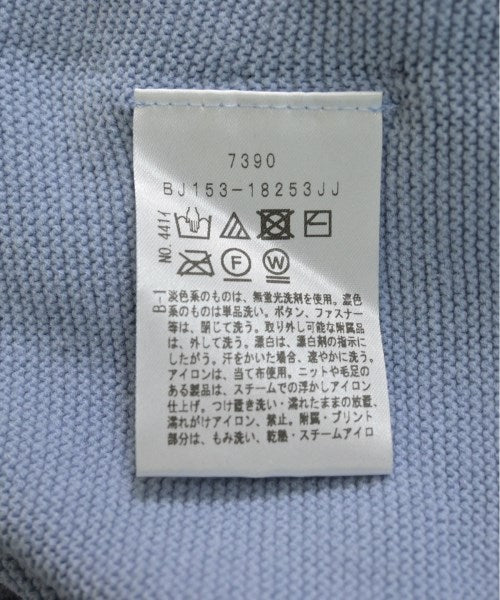 7390
BJ153-18253JJ
NO.441イ
F
W
B-1
淡色系のものは、無蛍光洗剤を使用。濃色
系のものは単品洗い。ボタン、ファスナー
等は、閉じて洗う。取り外し可能な附属品
は、外して洗う。漂白は、漂白剤の指示に
したがう。汗をかいた場合、速やかに洗う。
アイロンは、当て布使用。ニットや毛足の
ある製品は、スチームでの浮かしアイロン
仕上げ。つけ置き洗い・濡れたままの放置、
濡れがけアイロン、禁止。附属・プリント
部分は、もみ洗い、乾熱・スチームアイロ